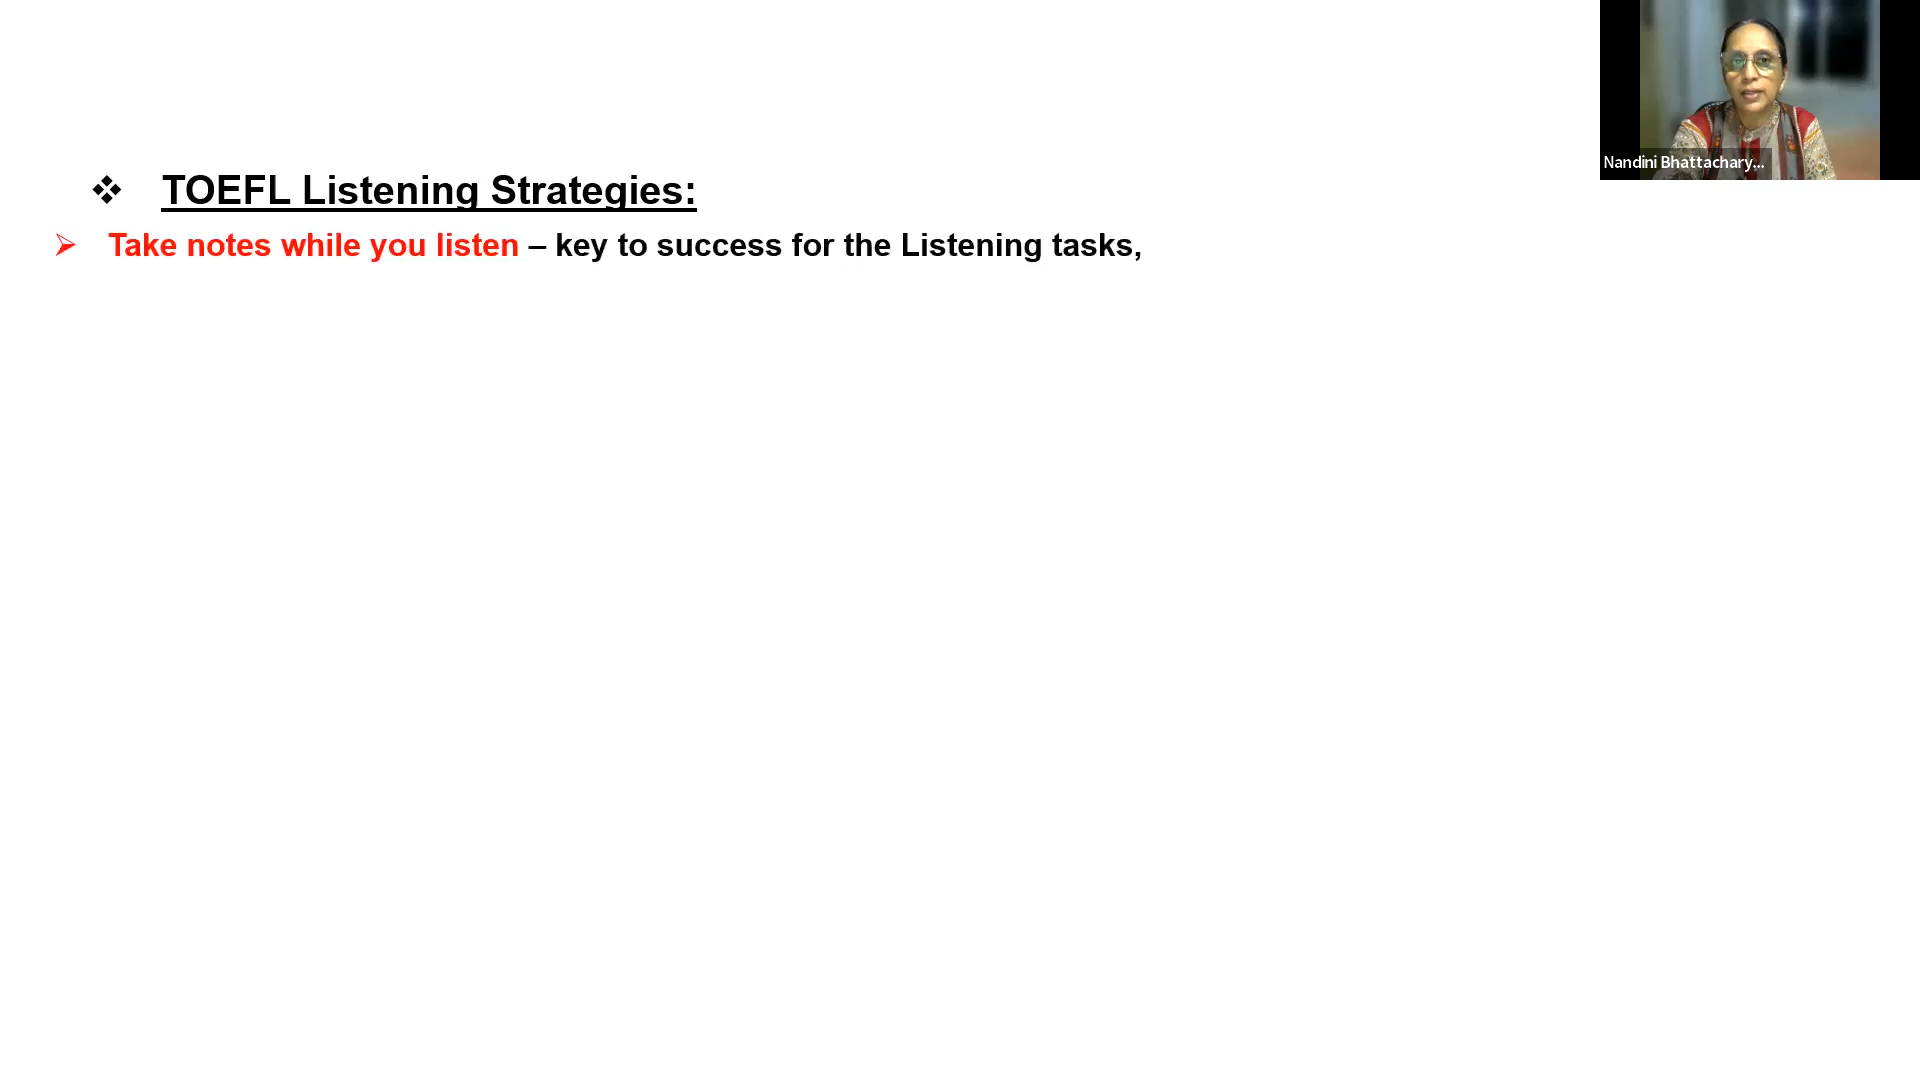 Nandini Bhattachary...
❖ TOEFL Listening Strategies:
➢ Take notes while you listen – key to success for the Listening tasks,